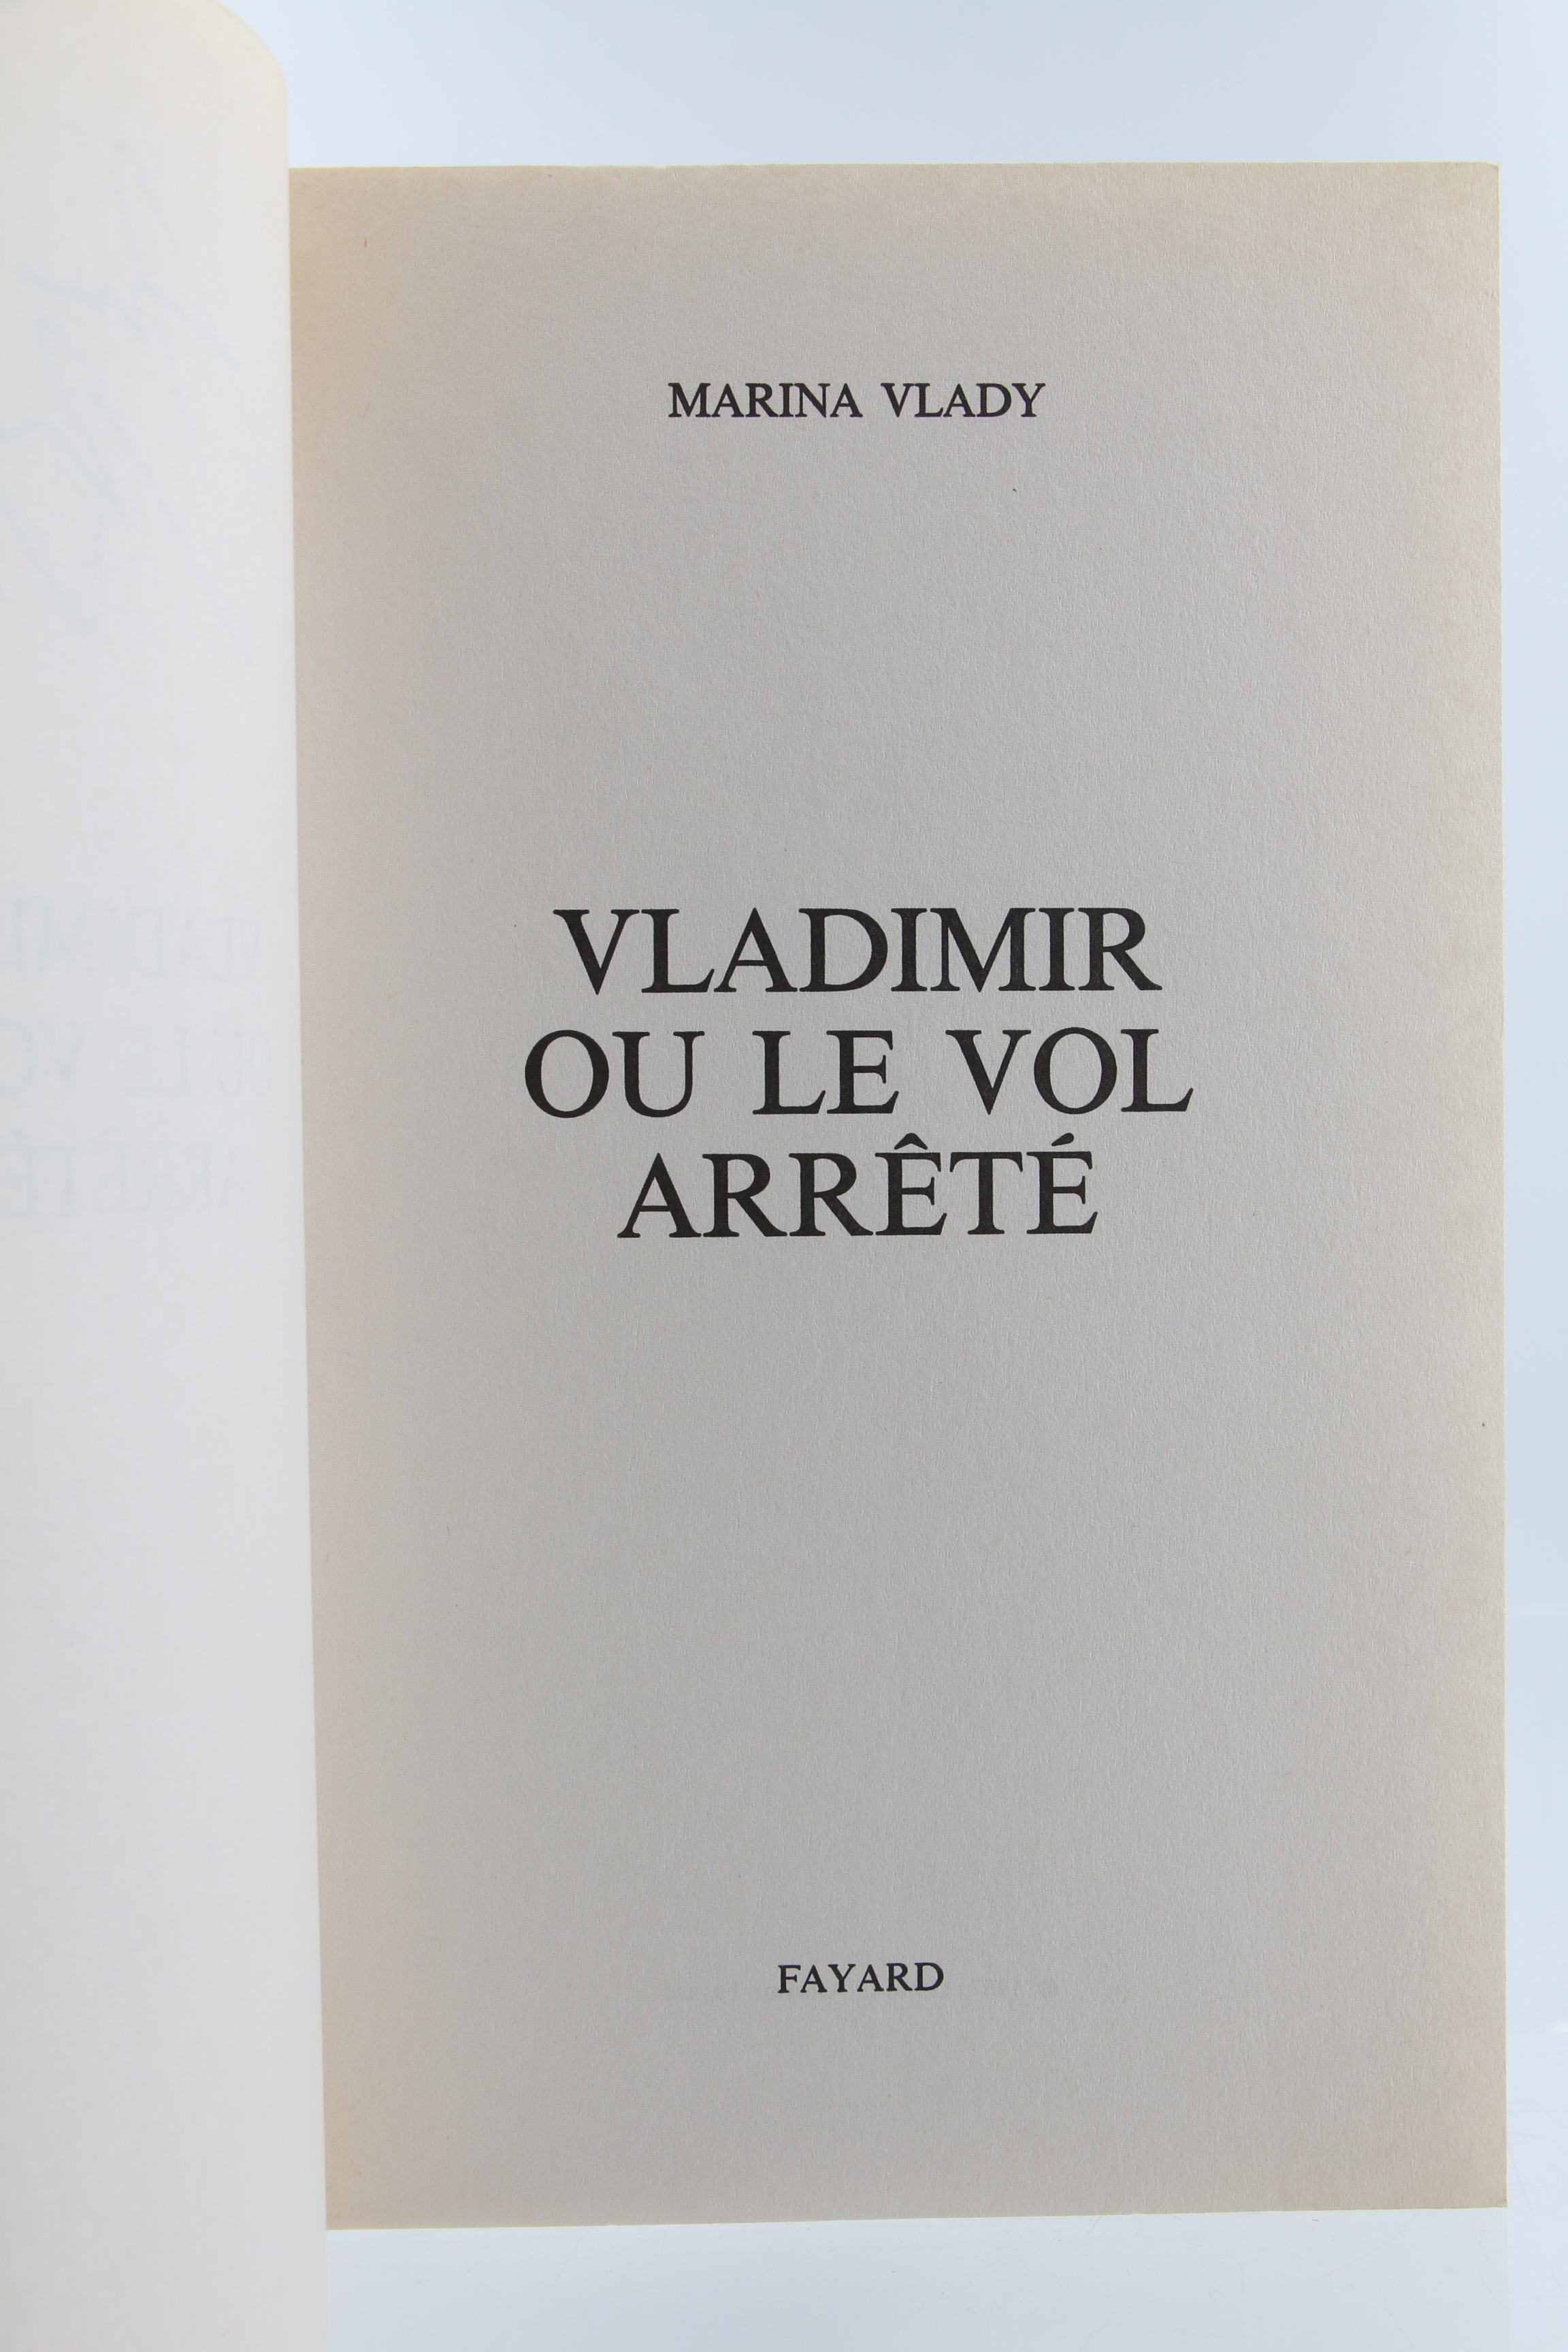 MARINA VLADY
VLADIMIR
OU LE VOL
ARRÊTÉ
FAYARD